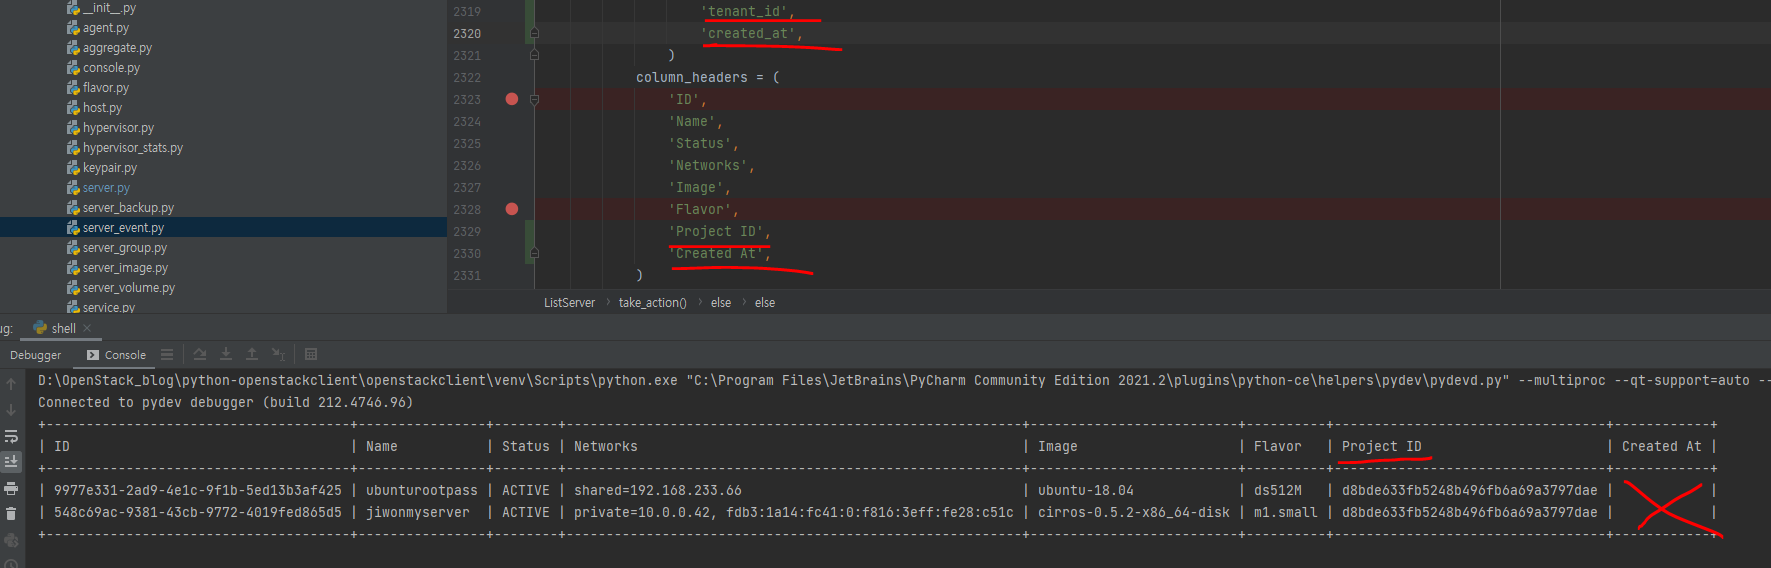 __init__.py
agent.py
aggregate.py
console.py
flavor.py
host.py
hypervisor.py
hypervisor_stats.py
keypair.py
server.py
server_backup.py
server_event.py
server_group.py
server_image.py
server_volume.py
service.py
2319 'tenant_id',
2320 'created_at',
2321 )
2322 column_headers = (
2323 'ID',
2324 'Name',
2325 'Status',
2326 'Networks',
2327 'Image',
2328 'Flavor',
2329 'Project ID',
2330 'Created At',
2331 )
ListServer › take_action() › else › else
ug: shell ×
Debugger Console
D:\OpenStack_blog\python-openstackclient\openstackclient\venv\Scripts\python.exe "C:\Program Files\JetBrains\PyCharm Community Edition 2021.2\plugins\python-ce\helpers\pydev\pydevd.py" --multiproc --qt-support=auto --
Connected to pydev debugger (build 212.4746.96)
+--------------------------------------+----------------+--------+---------------------------------------------------------+--------------------------+----------+----------------------------------+------------+
| ID | Name | Status | Networks | Image | Flavor | Project ID | Created At |
+--------------------------------------+----------------+--------+---------------------------------------------------------+--------------------------+----------+----------------------------------+------------+
| 9977e331-2ad9-4e1c-9f1b-5ed13b3af425 | ubunturootpass | ACTIVE | shared=192.168.233.66 | ubuntu-18.04 | ds512M | d8bde633fb5248b496fb6a69a3797dae | |
| 548c69ac-9381-43cb-9772-4019fed865d5 | jiwonmyserver | ACTIVE | private=10.0.0.42, fdb3:1a14:fc41:0:f816:3eff:fe28:c51c | cirros-0.5.2-x86_64-disk | m1.small | d8bde633fb5248b496fb6a69a3797dae | |
+--------------------------------------+----------------+--------+---------------------------------------------------------+--------------------------+----------+----------------------------------+------------+